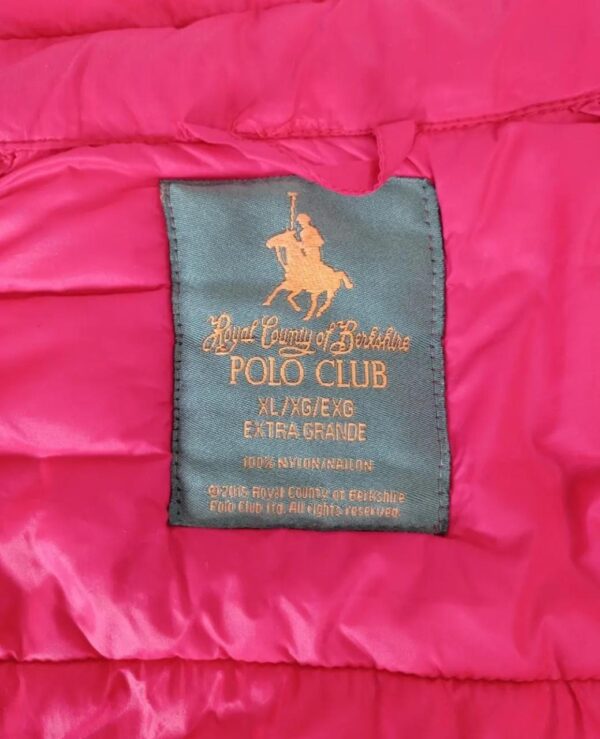 Royal County of Berkshire
POLO CLUB
XL/XG/EXG
EXTRA GRANDE
100% NYLON/NAILON
©2015 Royal County of Berkshire
Polo Club Ltd. All rights reserved.